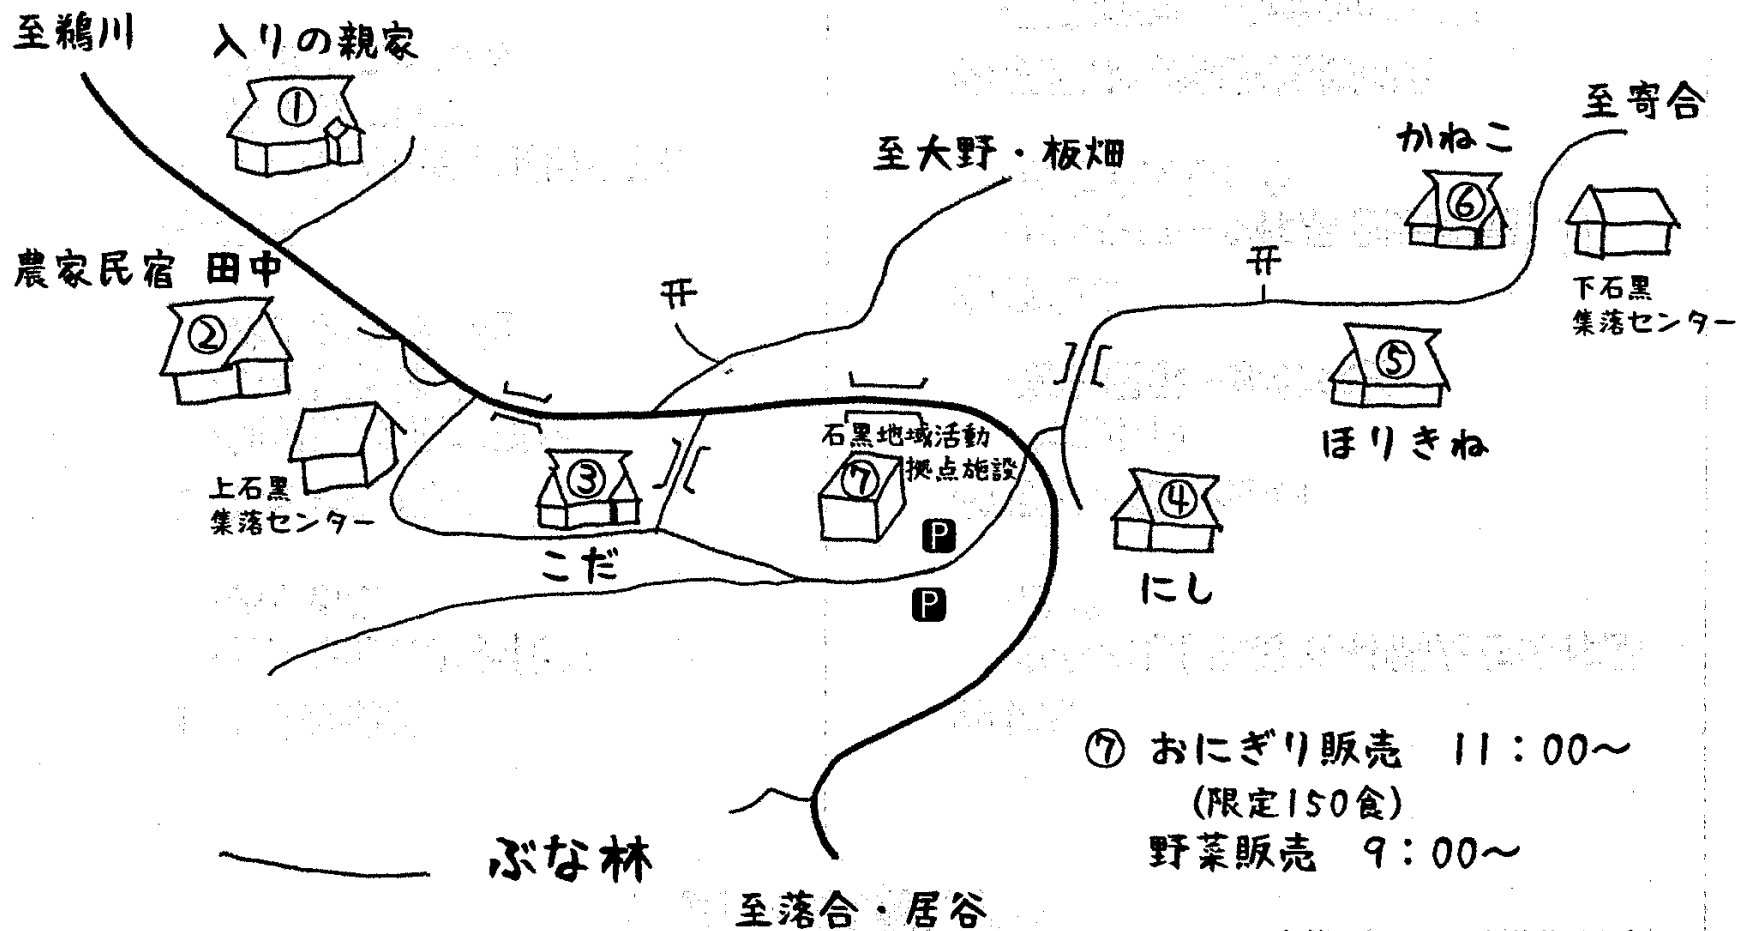 至鵜川
入りの親家
①
至寄合
かねこ
至大野・板畑
⑥
農家民宿 田中
下石黒
集落センター
②
⑤
石黒地域活動
拠点施設
ほりきね
③
⑦
④
上石黒
集落センター
P
こだ
にし
P
⑦ おにぎり販売 11:00～
(限定150食)
野菜販売 9:00～
ぶな林
至落合・居谷